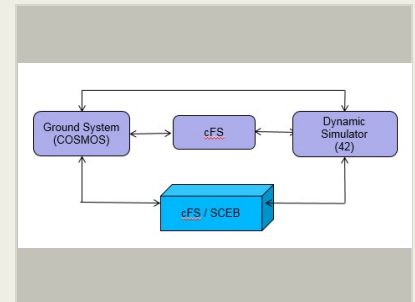 Ground System
(COSMOS)
cFS
Dynamic
Simulator
(42)
cFS / SCEB